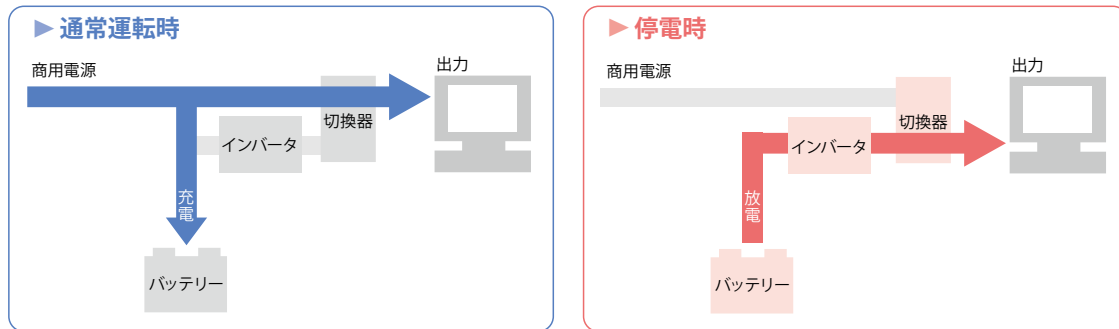 ▶ 通常運転時
商用電源
出力
切換器
インバータ
充電
バッテリー
▶ 停電時
商用電源
出力
切換器
インバータ
放電
バッテリー